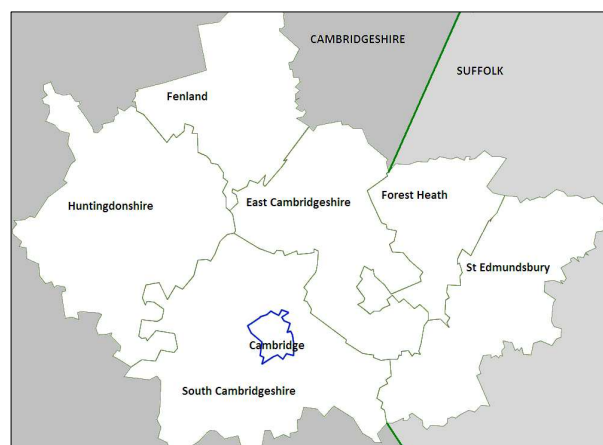 CAMBRIDGESHIRE
SUFFOLK
Fenland
Huntingdonshire
East Cambridgeshire
Forest Heath
St Edmundsbury
Cambridge
South Cambridgeshire